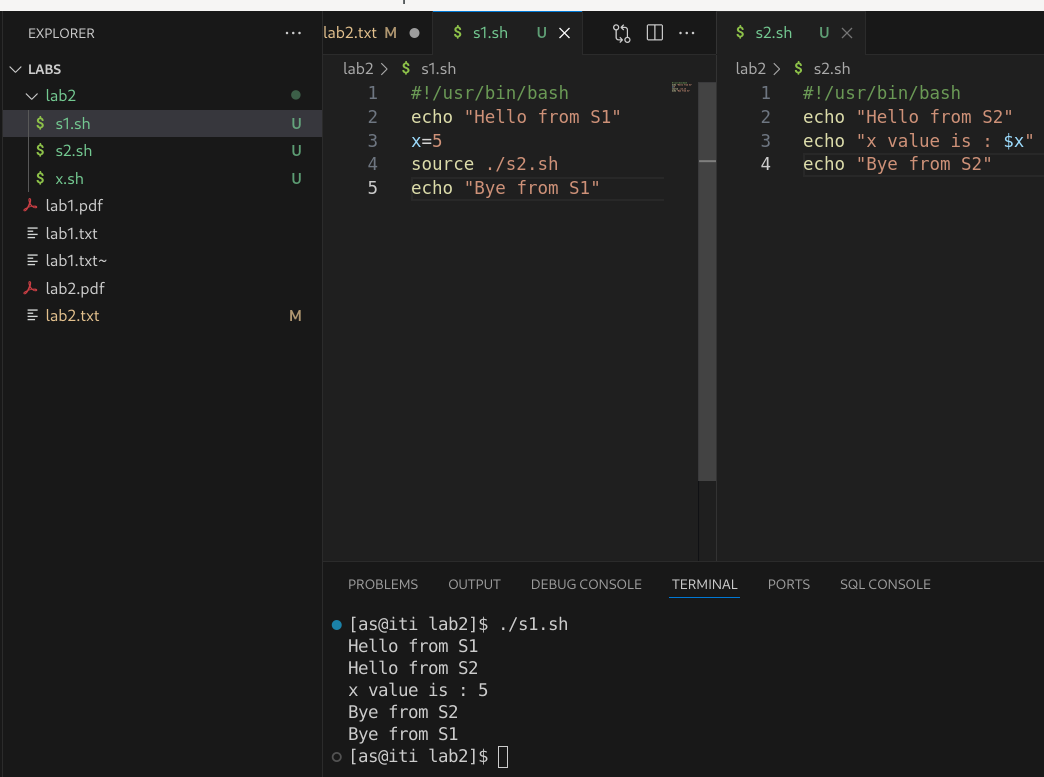 EXPLORER
LABS
lab2
s1.sh U
s2.sh U
x.sh U
lab1.pdf
lab1.txt
lab1.txt~
lab2.pdf
lab2.txt M
lab2.txt M
s1.sh U
lab2 > $ s1.sh
1 #!/usr/bin/bash
2 echo "Hello from S1"
3 x=5
4 source ./s2.sh
5 echo "Bye from S1"
$ s2.sh U
lab2 > $ s2.sh
1 #!/usr/bin/bash
2 echo "Hello from S2"
3 echo "x value is : $x"
4 echo "Bye from S2"
PROBLEMS OUTPUT DEBUG CONSOLE TERMINAL PORTS SQL CONSOLE
[as@iti lab2]$ ./s1.sh
Hello from S1
Hello from S2
x value is : 5
Bye from S2
Bye from S1
[as@iti lab2]$